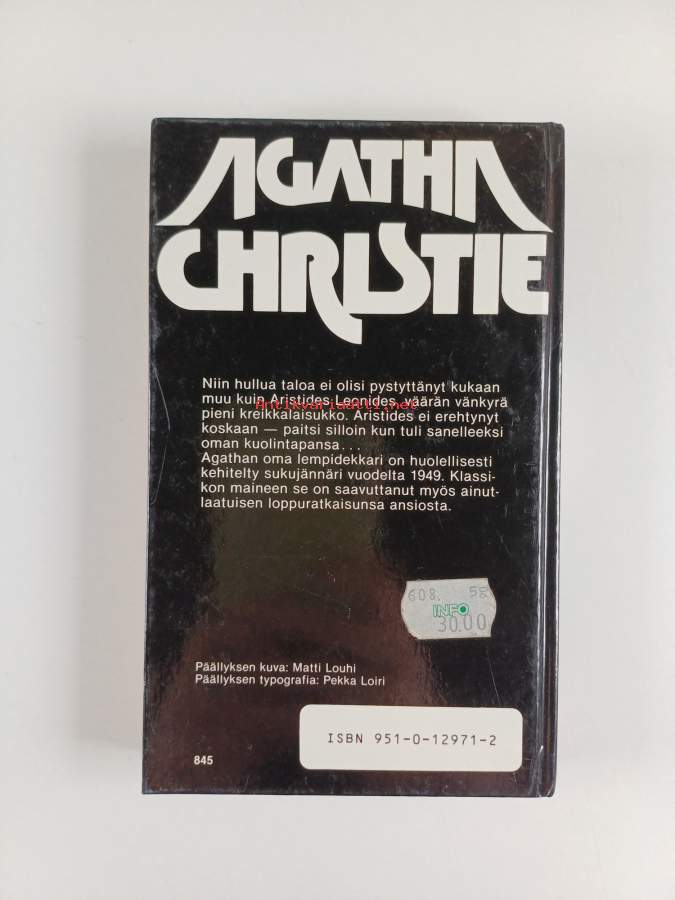 AGATHA
CHRISTIE
Niin hullua taloa ei olisi pystyttänyt kukaan
muu kuin Aristides Leonides, väärän vänkyrä
Antikvariaatti.net
pieni kreikkalaisukko. Aristides ei erehtynyt
koskaan — paitsi silloin kun tuli sanelleeksi
oman kuolintapansa...
Agathan oma lempidekkari on huolellisesti
kehitelty sukujännäri vuodelta 1949. Klassi-
kon maineen se on saavuttanut myös ainut-
laatuisen loppuratkaisunsa ansiosta.
608. 58
INFO
30.00
Päällyksen kuva: Matti Louhi
Päällyksen typografia: Pekka Loiri
ISBN 951-0-12971-2
845